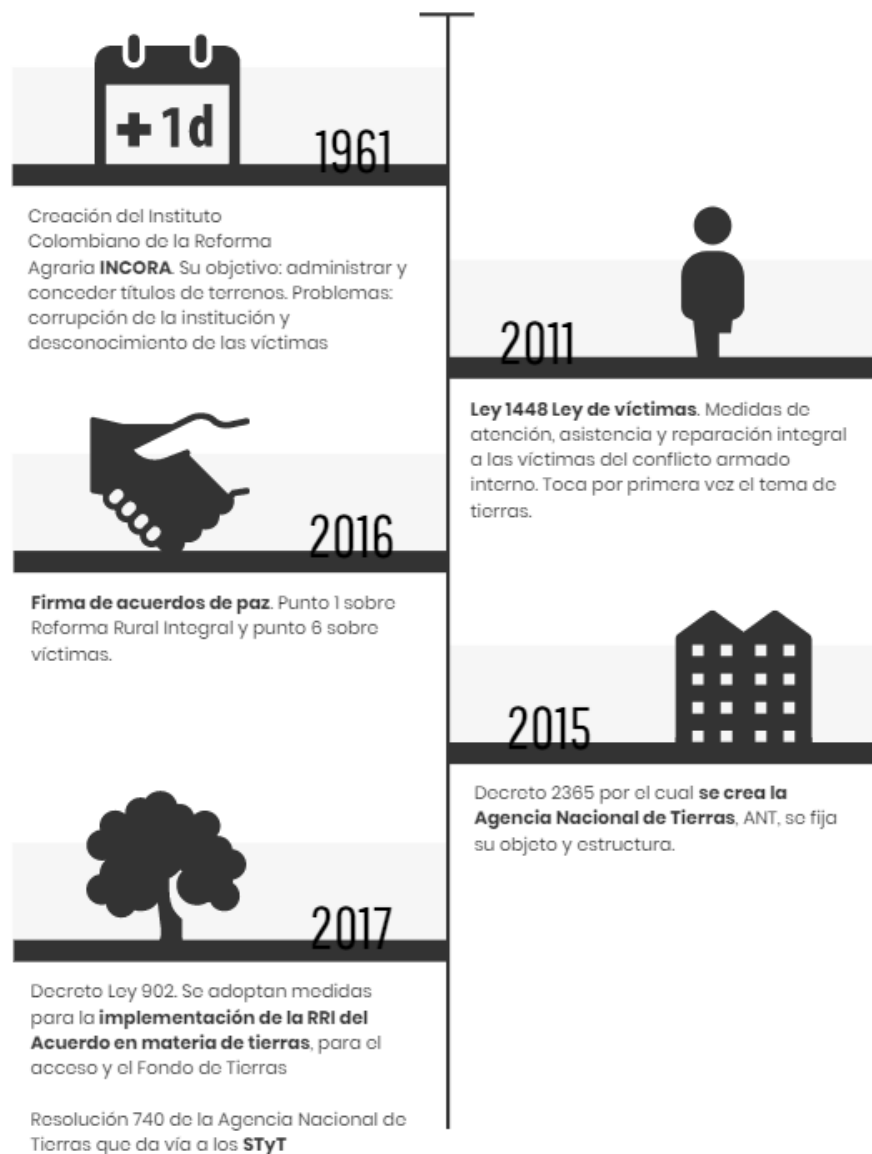 + 1d
1961
Creación del Instituto
Colombiano de la Reforma
Agraria INCORA. Su objetivo: administrar y
conceder títulos de terrenos. Problemas:
corrupción de la institución y
desconocimiento de las víctimas
2011
Ley 1448 Ley de víctimas. Medidas de
atención, asistencia y reparación integral
a las víctimas del conflicto armado
interno. Toca por primera vez el tema de
tierras.
2016
Firma de acuerdos de paz. Punto 1 sobre
Reforma Rural Integral y punto 6 sobre
víctimas.
2015
Decreto 2365 por el cual se crea la
Agencia Nacional de Tierras, ANT, se fija
su objeto y estructura.
2017
Decreto Ley 902. Se adoptan medidas
para la implementación de la RRI del
Acuerdo en materia de tierras, para el
acceso y el Fondo de Tierras
Resolución 740 de la Agencia Nacional de
Tierras que da vía a los STyT